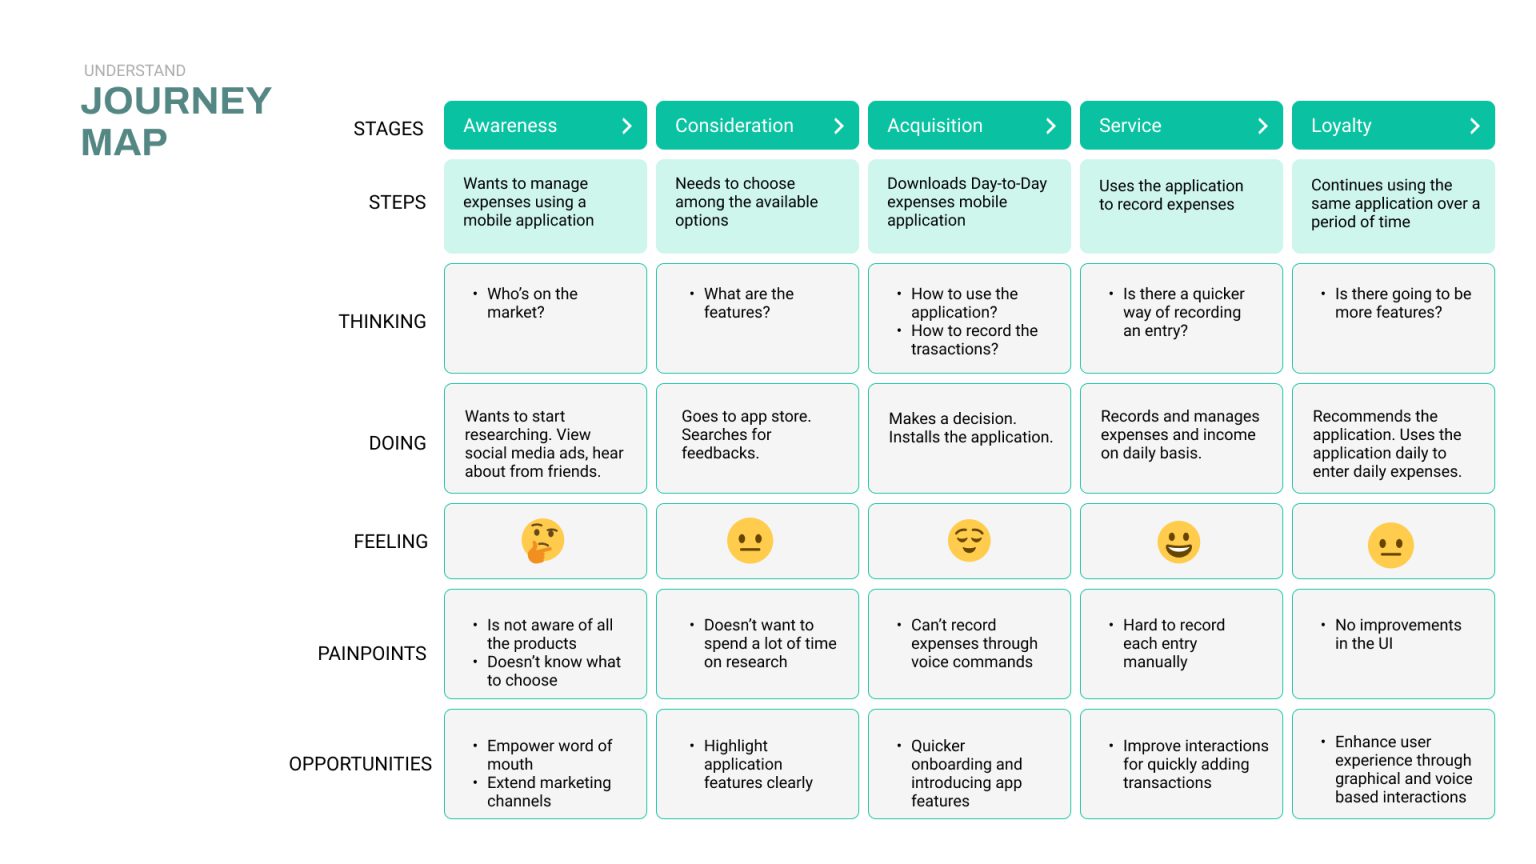 UNDERSTAND
JOURNEY
MAP
STAGES
Awareness
Consideration
Acquisition
Service
Loyalty
STEPS
Wants to manage
expenses using a
mobile application
Needs to choose
among the available
options
Downloads Day-to-Day
expenses mobile
application
Uses the application
to record expenses
Continues using the
same application over a
period of time
THINKING
• Who's on the
market?
• What are the
features?
• How to use the
application?
• How to record the
trasactions?
• Is there a quicker
way of recording
an entry?
• Is there going to be
more features?
DOING
Wants to start
researching. View
social media ads, hear
about from friends.
Goes to app store.
Searches for
feedbacks.
Makes a decision.
Installs the application.
Records and manages
expenses and income
on daily basis.
Recommends the
application. Uses the
application daily to
enter daily expenses.
FEELING
PAINPOINTS
• Is not aware of all
the products
• Doesn't know what
to choose
• Doesn't want to
spend a lot of time
on research
• Can't record
expenses through
voice commands
• Hard to record
each entry
manually
• No improvements
in the UI
OPPORTUNITIES
• Empower word of
mouth
• Extend marketing
channels
• Highlight
application
features clearly
• Quicker
onboarding and
introducing app
features
• Improve interactions
for quickly adding
transactions
• Enhance user
experience through
graphical and voice
based interactions